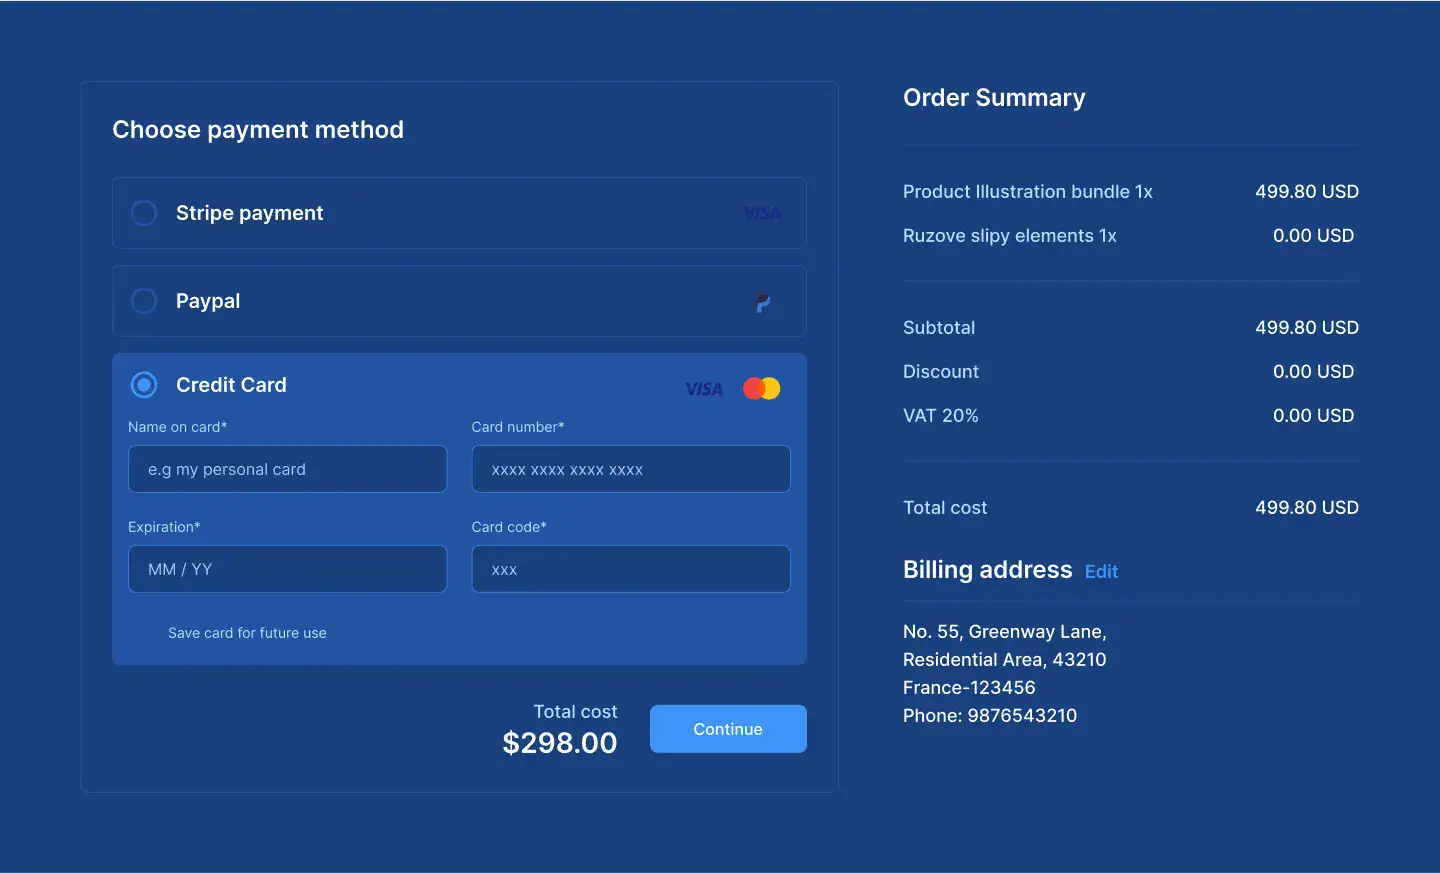 Choose payment method
Stripe payment
VISA
Paypal
Credit Card
VISA
Name on card*
Card number*
e.g my personal card
xxxx xxxx xxxx xxxx
Expiration*
Card code*
MM / YY
xxx
Save card for future use
Total cost
$298.00
Continue
Order Summary
Product Illustration bundle 1x 499.80 USD
Ruzove slipy elements 1x 0.00 USD
Subtotal 499.80 USD
Discount 0.00 USD
VAT 20% 0.00 USD
Total cost 499.80 USD
Billing address Edit
No. 55, Greenway Lane,
Residential Area, 43210
France-123456
Phone: 9876543210